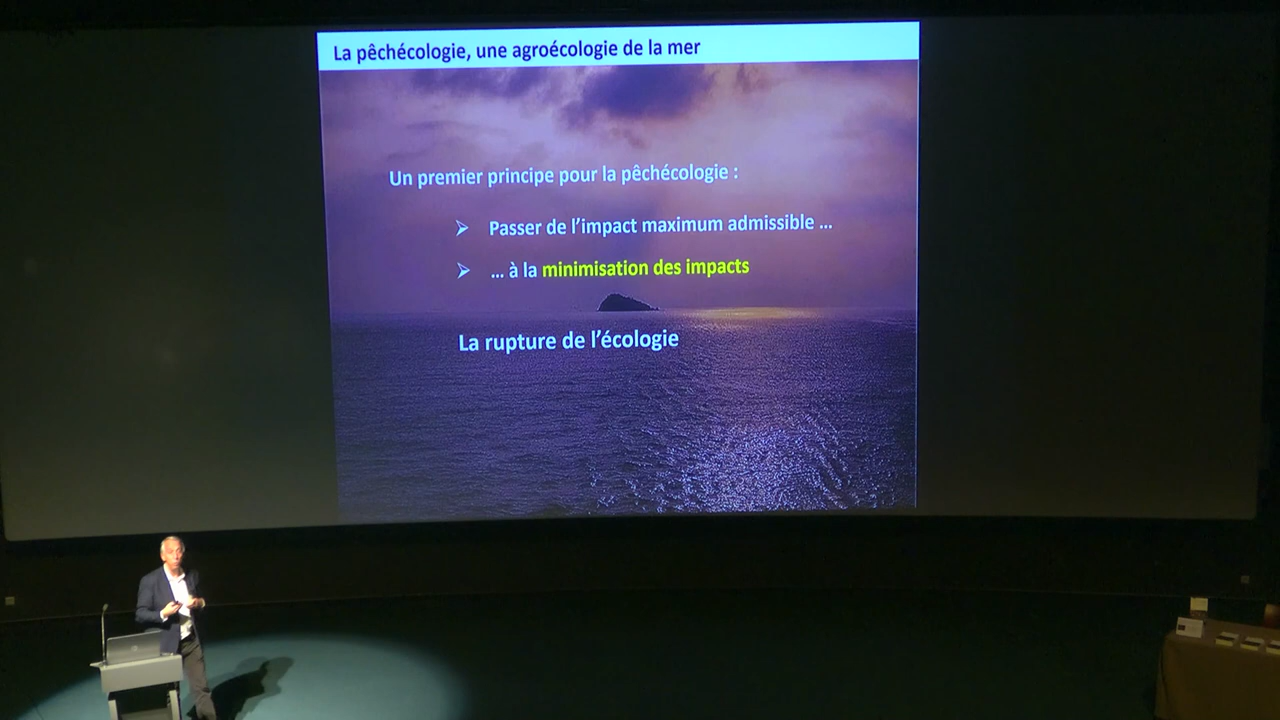 La pêchécologie, une agroécologie de la mer
Un premier principe pour la pêchécologie :
Passer de l'impact maximum admissible ...
... à la minimisation des impacts
La rupture de l'écologie